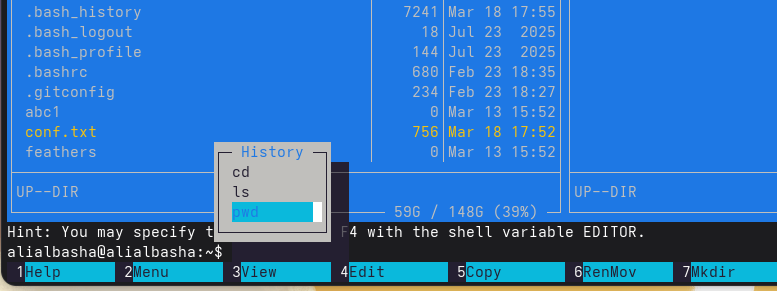 .bash_history 7241 Mar 18 17:55
.bash_logout 18 Jul 23 2025
.bash_profile 144 Jul 23 2025
.bashrc 680 Feb 23 18:35
.gitconfig 234 Feb 23 18:27
abc1 0 Mar 13 15:52
conf.txt 756 Mar 18 17:52
feathers 0 Mar 13 15:52
History
cd
ls
pwd
UP--DIR
59G / 148G (39%)
UP--DIR
Hint: You may specify t F4 with the shell variable EDITOR.
alialbasha@alialbasha:~$
1Help 2Menu 3View 4Edit 5Copy 6RenMov 7Mkdir